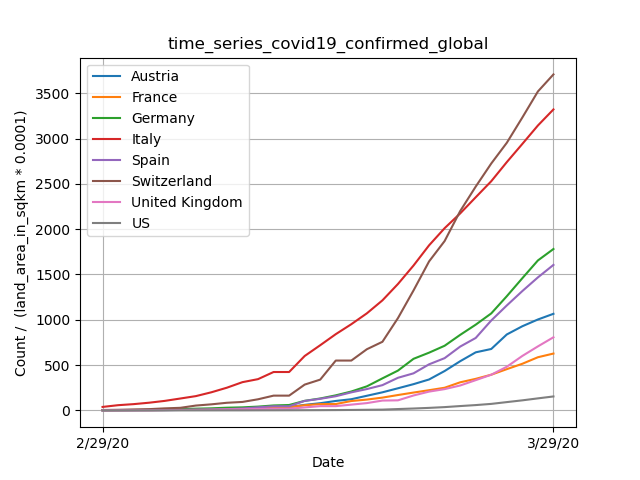 time_series_covid19_confirmed_global
Austria
France
Germany
Italy
Spain
Switzerland
United Kingdom
US
3500
3000
2500
2000
1500
1000
500
0
Count / (land_area_in_sqkm * 0.0001)
2/29/20
3/29/20
Date